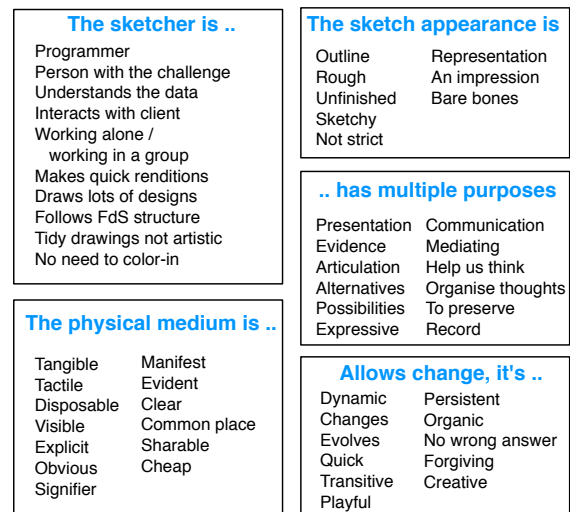 The sketcher is ..
Programmer
Person with the challenge
Understands the data
Interacts with client
Working alone /
working in a group
Makes quick renditions
Draws lots of designs
Follows FdS structure
Tidy drawings not artistic
No need to color-in
The physical medium is ..
Tangible
Tactile
Disposable
Visible
Explicit
Obvious
Signifier
Manifest
Evident
Clear
Common place
Sharable
Cheap
The sketch appearance is
Outline
Rough
Unfinished
Sketchy
Not strict
Representation
An impression
Bare bones
.. has multiple purposes
Presentation
Evidence
Articulation
Alternatives
Possibilities
Expressive
Communication
Mediating
Help us think
Organise thoughts
To preserve
Record
Allows change, it's ..
Dynamic
Changes
Evolves
Quick
Transitive
Playful
Persistent
Organic
No wrong answer
Forgiving
Creative